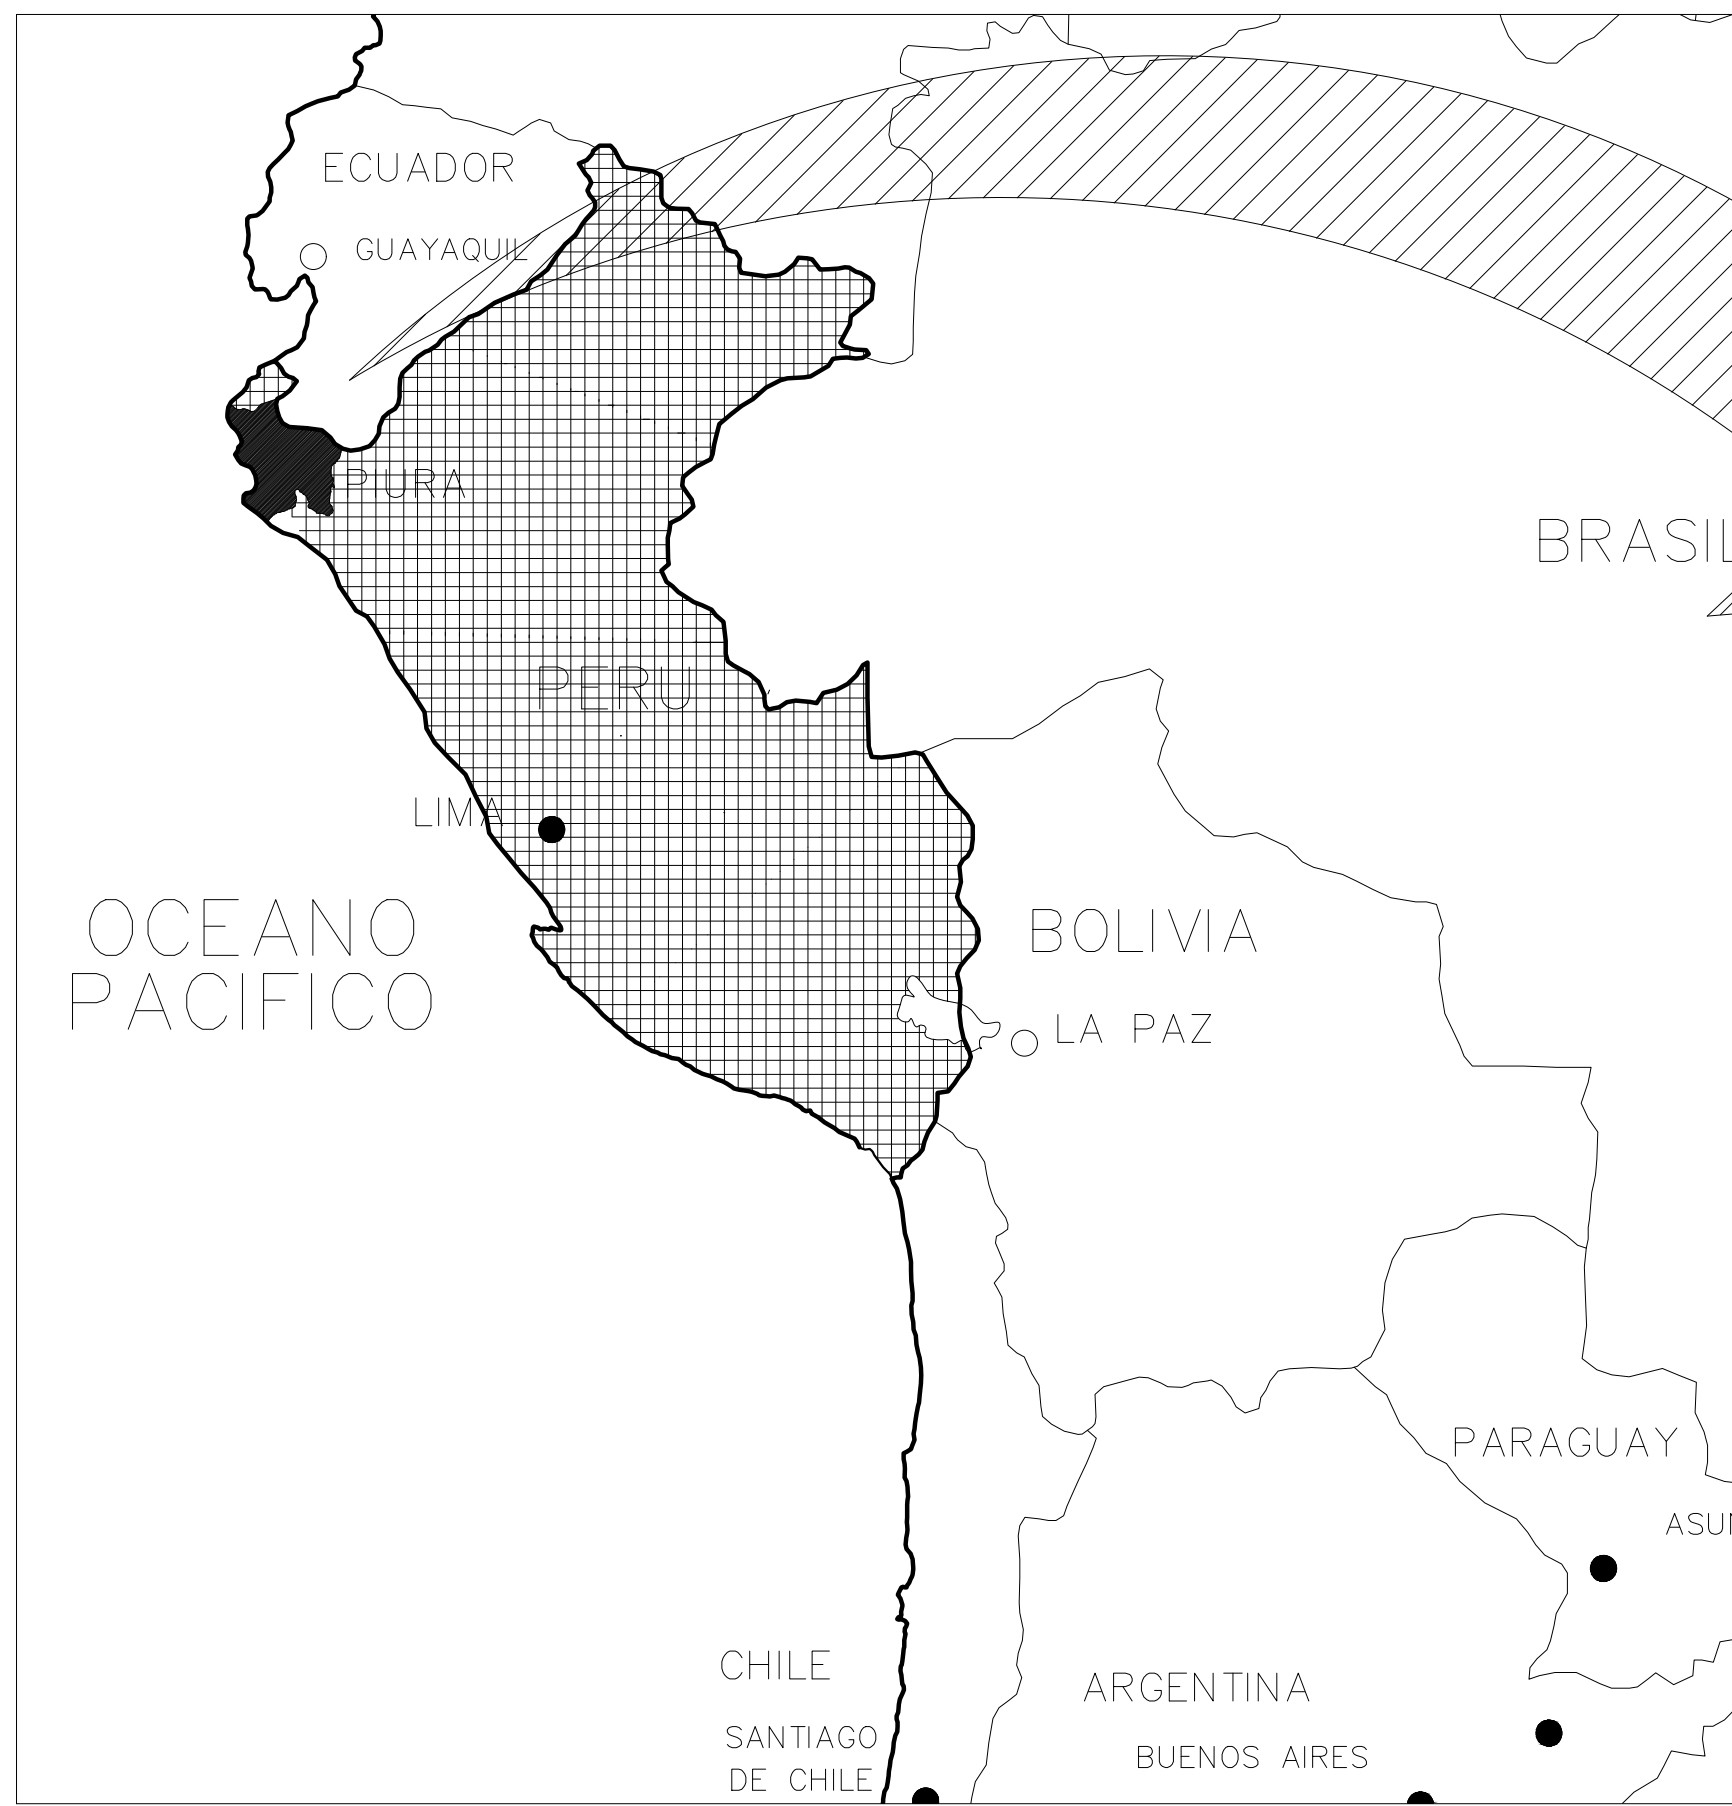 ECUADOR
GUAYAQUIL
PIURA
BRASIL
PERU
LIMA
OCEANO
PACIFICO
BOLIVIA
LA PAZ
PARAGUAY
ASUN
CHILE
ARGENTINA
SANTIAGO
DE CHILE
BUENOS AIRES